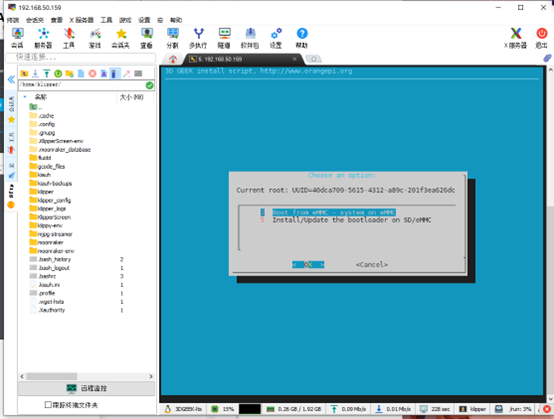 192.168.50.159
终端 会话 查看 X 服务器 工具 游戏 设置 宏 帮助
会话 服务器 工具 游戏 会话夹 查看 分割 多执行 隧道 软件包 设置 帮助 X 服务器 退出
快速连接...
5. 192.168.50.159
/home/klipper/
名称 大小 (KB)
..
.cache
.config
.gnupg
.KlipperScreen-env
.moonraker_database
fluidd
gcode_files
kiauh
kiauh-backups
klipper
klipper_config
klipper_logs
KlipperScreen
klippy-env
mjpg-streamer
moonraker
moonraker-env
.bash_history 2
.bash_logout 1
.bashrc 3
.kiauh.ini 1
.profile 1
.wget-hsts 1
.Xauthority 1
远程监控
跟踪终端文件夹
3D GEEK install script, http://www.orangepi.org
Choose an option:
Current root: UUID=40dca709-5615-4312-a89c-201f3ea626dc
Boot from eMMC - system on eMMC
5 Install/Update the bootloader on SD/eMMC
< OK > <Cancel>
3DGEEK4is 15% 0.26 GB / 1.92 GB 0.09 Mb/s 0.01 Mb/s 228 sec klipper /run: 3%